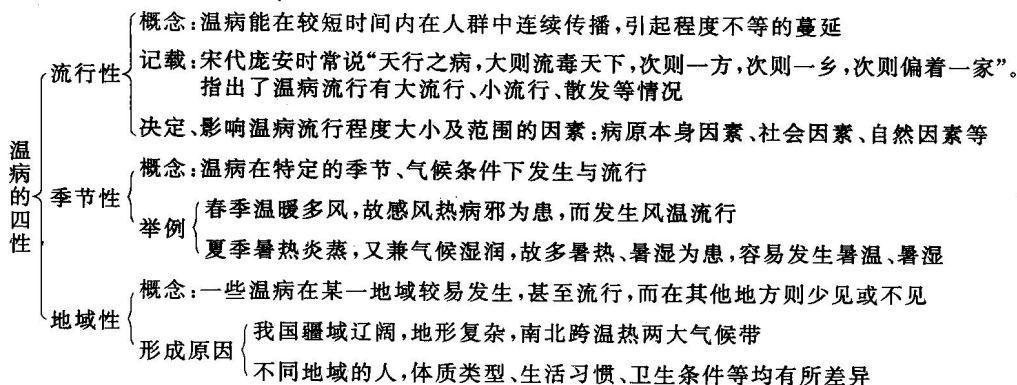 概念:温病能在较短时间内在人群中连续传播,引起程度不等的蔓延
流行性
记载:宋代庞安时常说“天行之病,大则流毒天下,次则一方,次则一乡,次则偏着一家”。
指出了温病流行有大流行、小流行、散发等情况
决定、影响温病流行程度大小及范围的因素:病原本身因素、社会因素、自然因素等
温病的四性
概念:温病在特定的季节、气候条件下发生与流行
季节性
举例
春季温暖多风,故感风热病邪为患,而发生风温流行
夏季暑热炎蒸,又兼气候湿润,故多暑热、暑湿为患,容易发生暑温、暑湿
概念:一些温病在某一地域较易发生,甚至流行,而在其他地方则少见或不见
地域性
形成原因
我国疆域辽阔,地形复杂,南北跨温热两大气候带
不同地域的人,体质类型、生活习惯、卫生条件等均有所差异